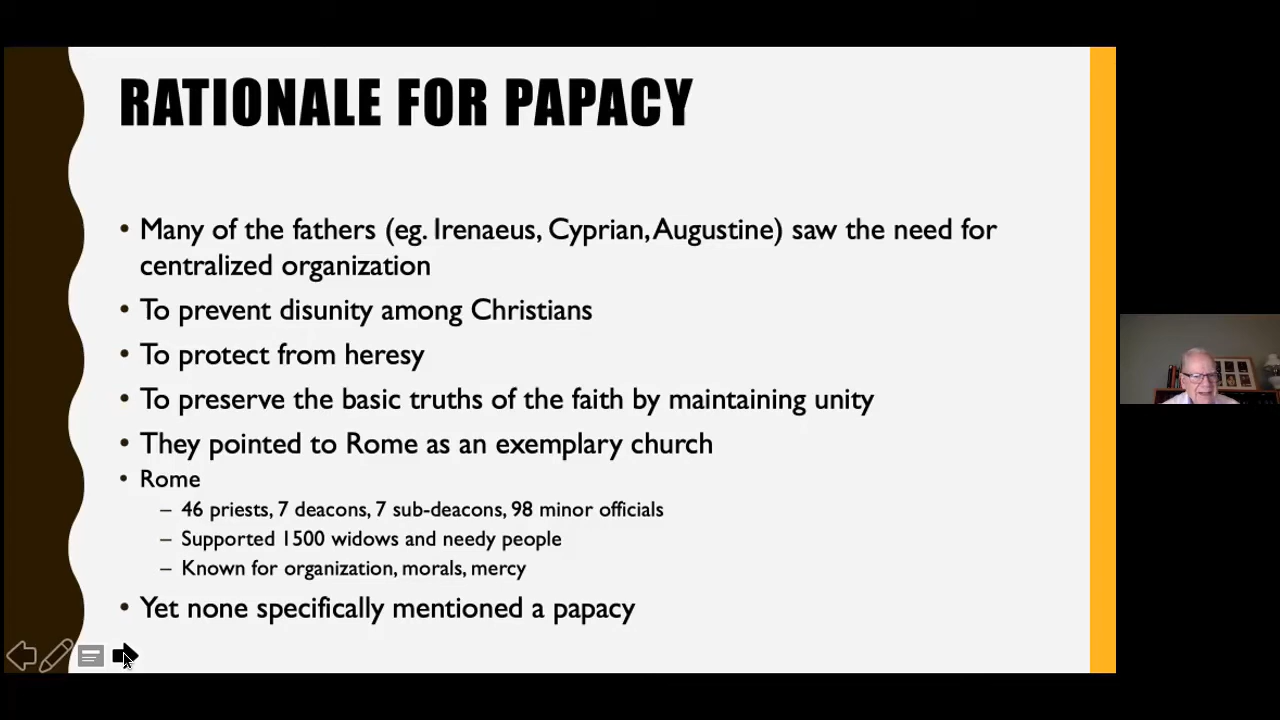 RATIONALE FOR PAPACY
• Many of the fathers (eg. Irenaeus, Cyprian, Augustine) saw the need for
centralized organization
• To prevent disunity among Christians
• To protect from heresy
• To preserve the basic truths of the faith by maintaining unity
• They pointed to Rome as an exemplary church
• Rome
– 46 priests, 7 deacons, 7 sub-deacons, 98 minor officials
– Supported 1500 widows and needy people
– Known for organization, morals, mercy
• Yet none specifically mentioned a papacy